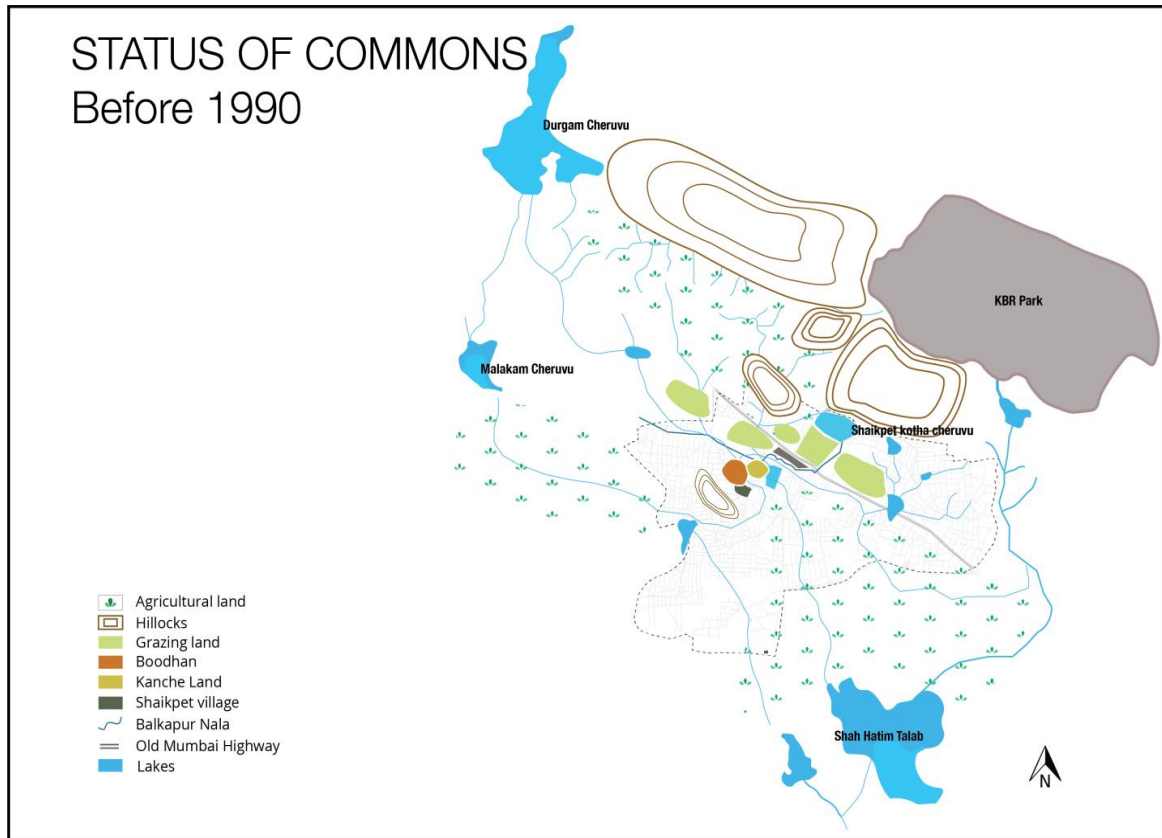 STATUS OF COMMONS
Before 1990
Durgam Cheruvu
KBR Park
Malakam Cheruvu
Shaikpet kotha cheruvu
Agricultural land
Hillocks
Grazing land
Boodhan
Kanche Land
Shaikpet village
Balkapur Nala
Old Mumbai Highway
Lakes
Shah Hatim Talab
N